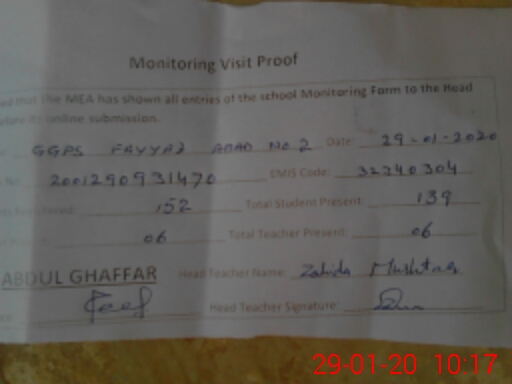 Monitoring Visit Proof
that the MEA has shown all entries of the school Monitoring Form to the Head
before its online submission.
GGPS FAYYAZ ABAD No 2 Date: 29-01-2020
2001290931470 EMIS Code: 32240304
152 Total Student Present: 139
06 Total Teacher Present: 06
ABDUL GHAFFAR Head Teacher Name: Zahida Mushtaq
Head Teacher Signature:
29-01-20 10:17